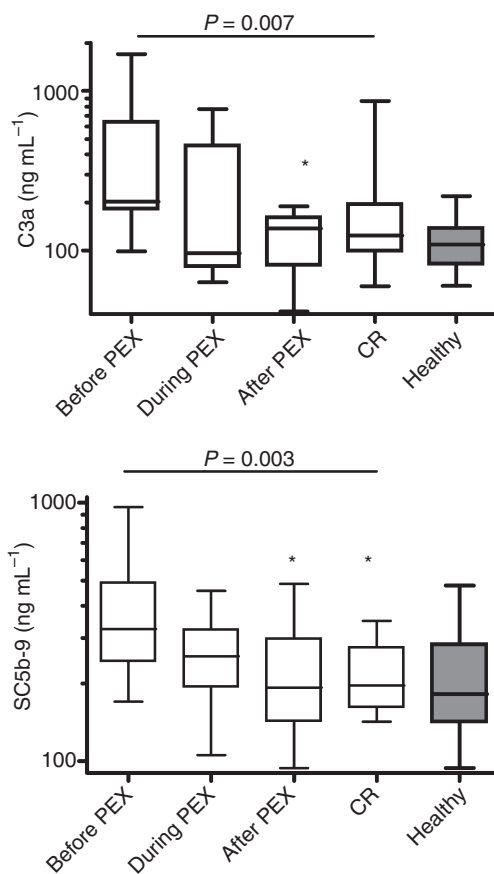 P = 0.007
1000
100
C3a (ng mL⁻¹)
*
Before PEX
During PEX
After PEX
CR
Healthy
P = 0.003
1000
100
SC5b-9 (ng mL⁻¹)
* *
Before PEX
During PEX
After PEX
CR
Healthy